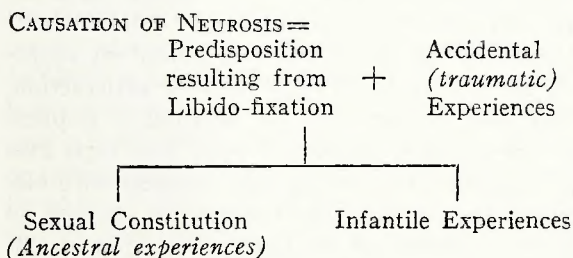 CAUSATION OF NEUROSIS =
Predisposition resulting from Libido-fixation + Accidental (traumatic) Experiences
Sexual Constitution (Ancestral experiences)
Infantile Experiences